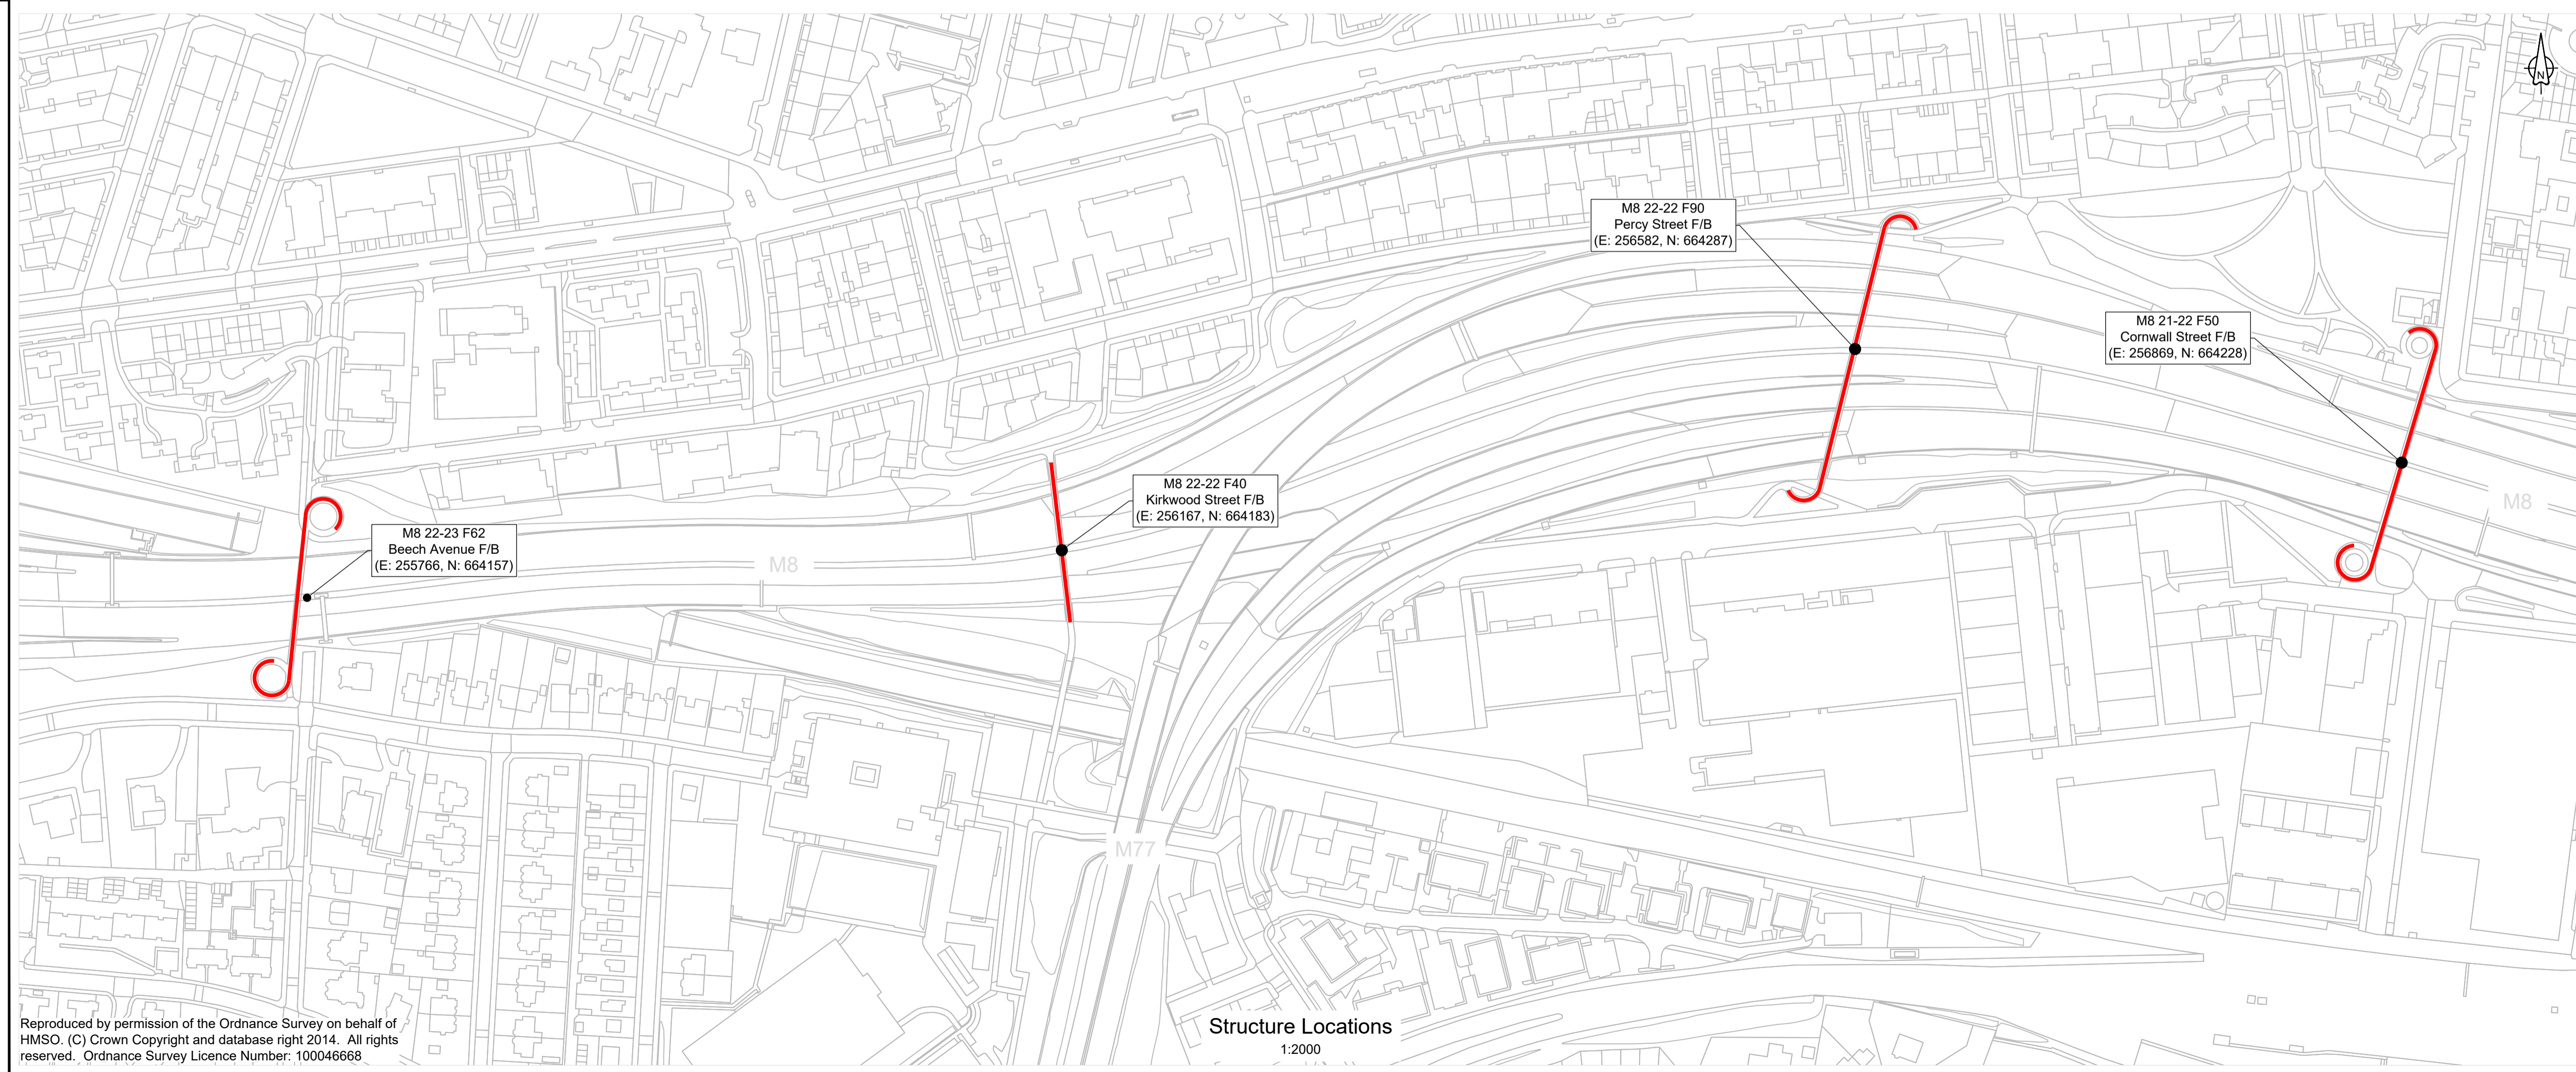 N
M8 22-22 F90
Percy Street F/B
(E: 256582, N: 664287)
M8 21-22 F50
Cornwall Street F/B
(E: 256869, N: 664228)
M8 22-22 F40
Kirkwood Street F/B
(E: 256167, N: 664183)
M8
M8 22-23 F62
Beech Avenue F/B
(E: 255766, N: 664157)
M8
M77
Reproduced by permission of the Ordnance Survey on behalf of
HMSO. (C) Crown Copyright and database right 2014. All rights
reserved. Ordnance Survey Licence Number: 100046668
Structure Locations
1:2000